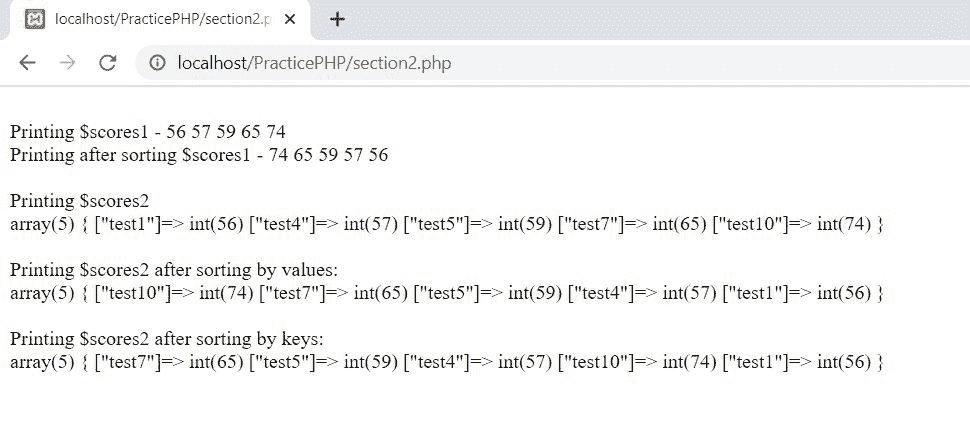 localhost/PracticePHP/section2.p
localhost/PracticePHP/section2.php
Printing $scores1 - 56 57 59 65 74
Printing after sorting $scores1 - 74 65 59 57 56
Printing $scores2
array(5) { ["test1"]=> int(56) ["test4"]=> int(57) ["test5"]=> int(59) ["test7"]=> int(65) ["test10"]=> int(74) }
Printing $scores2 after sorting by values:
array(5) { ["test10"]=> int(74) ["test7"]=> int(65) ["test5"]=> int(59) ["test4"]=> int(57) ["test1"]=> int(56) }
Printing $scores2 after sorting by keys:
array(5) { ["test7"]=> int(65) ["test5"]=> int(59) ["test4"]=> int(57) ["test10"]=> int(74) ["test1"]=> int(56) }